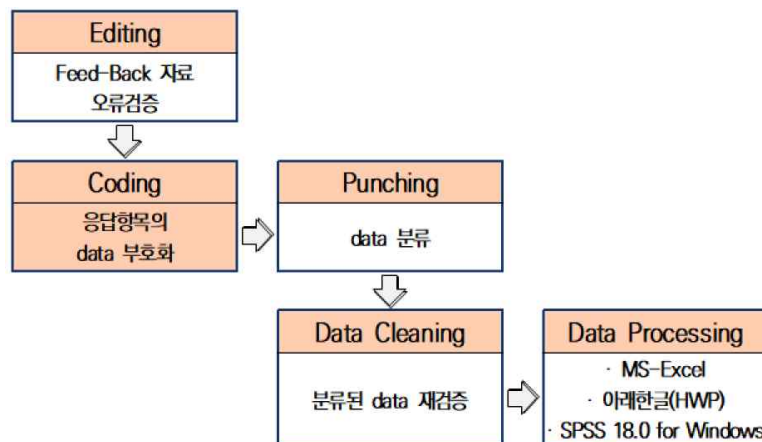 Editing
Feed-Back 자료
오류검증
Coding
응답항목의
data 부호화
Punching
data 분류
Data Cleaning
분류된 data 재검증
Data Processing
· MS-Excel
· 아래한글(HWP)
· SPSS 18.0 for Windows